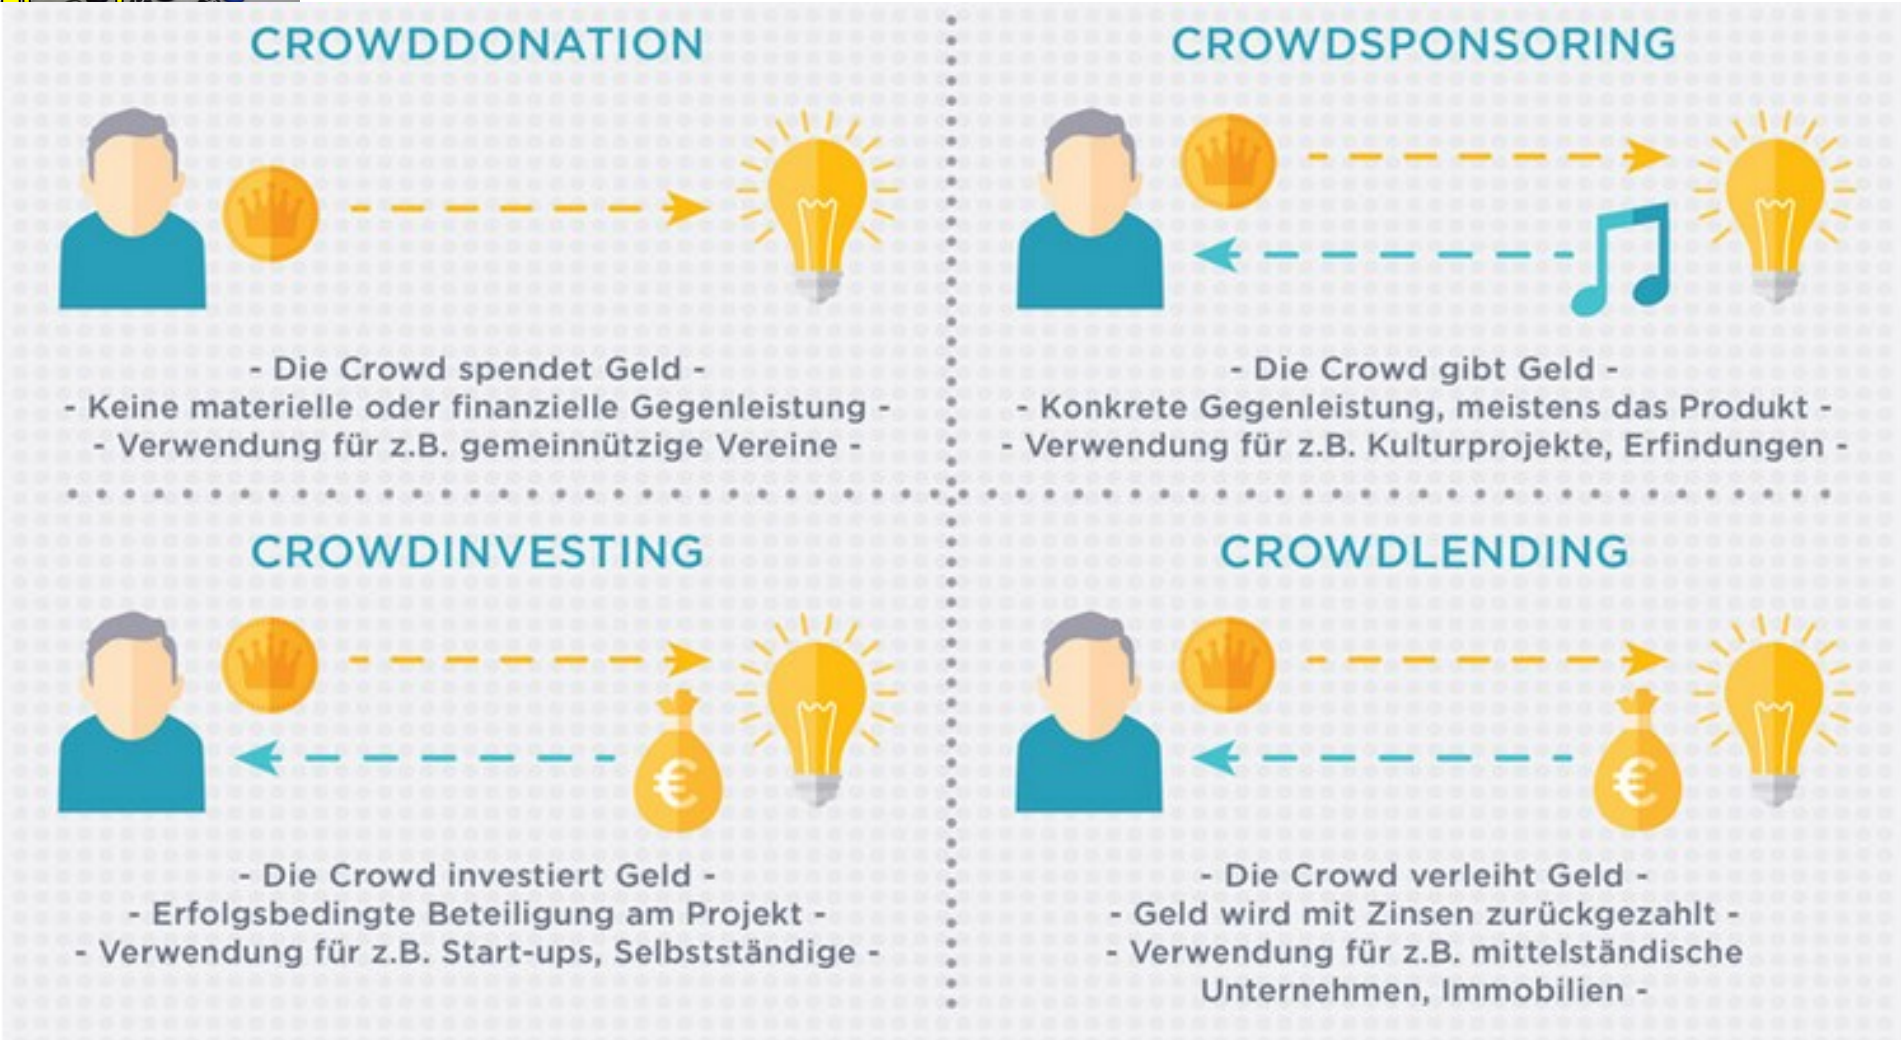 CROWDDONATION
- Die Crowd spendet Geld -
- Keine materielle oder finanzielle Gegenleistung -
- Verwendung für z.B. gemeinnützige Vereine -
CROWDSPONSORING
- Die Crowd gibt Geld -
- Konkrete Gegenleistung, meistens das Produkt -
- Verwendung für z.B. Kulturprojekte, Erfindungen -
CROWDINVESTING
€
- Die Crowd investiert Geld -
- Erfolgsbedingte Beteiligung am Projekt -
- Verwendung für z.B. Start-ups, Selbstständige -
CROWDLENDING
€
- Die Crowd verleiht Geld -
- Geld wird mit Zinsen zurückgezahlt -
- Verwendung für z.B. mittelständische
Unternehmen, Immobilien -